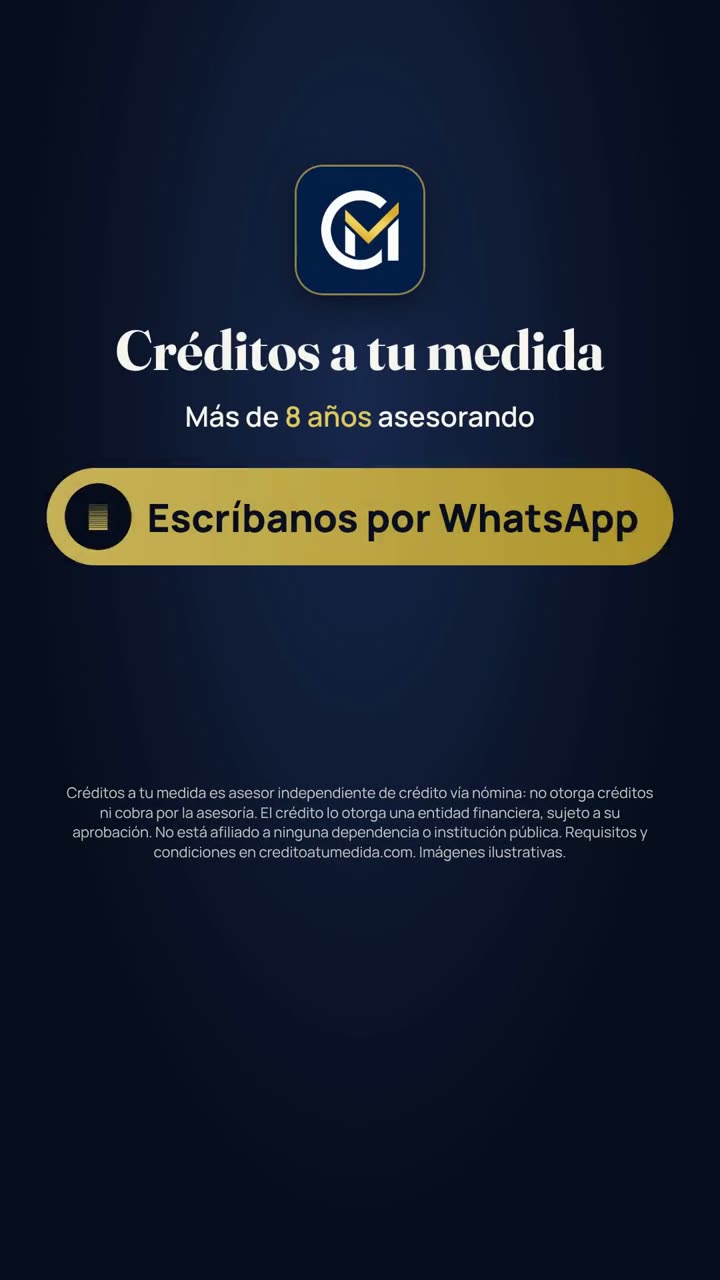 CM
Créditos a tu medida
Más de 8 años asesorando
Escríbanos por WhatsApp
Créditos a tu medida es asesor independiente de crédito vía nómina: no otorga créditos
ni cobra por la asesoría. El crédito lo otorga una entidad financiera, sujeto a su
aprobación. No está afiliado a ninguna dependencia o institución pública. Requisitos y
condiciones en creditoatumedida.com. Imágenes ilustrativas.